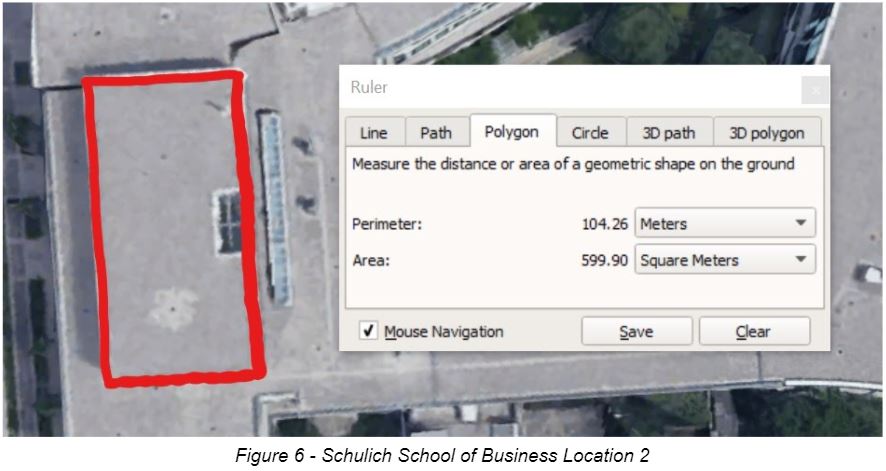 Ruler
Line Path Polygon Circle 3D path 3D polygon
Measure the distance or area of a geometric shape on the ground
Perimeter: 104.26 Meters
Area: 599.90 Square Meters
Mouse Navigation Save Clear
Figure 6 - Schulich School of Business Location 2